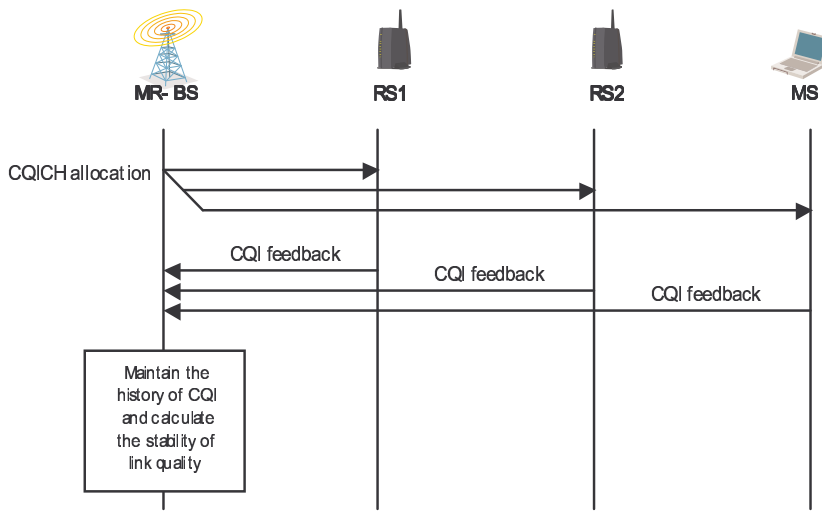 MR- BS
RS1
RS2
MS
CQICH allocation
CQI feedback
CQI feedback
CQI feedback
Maintain the
history of CQI
and calculate
the stability of
link quality